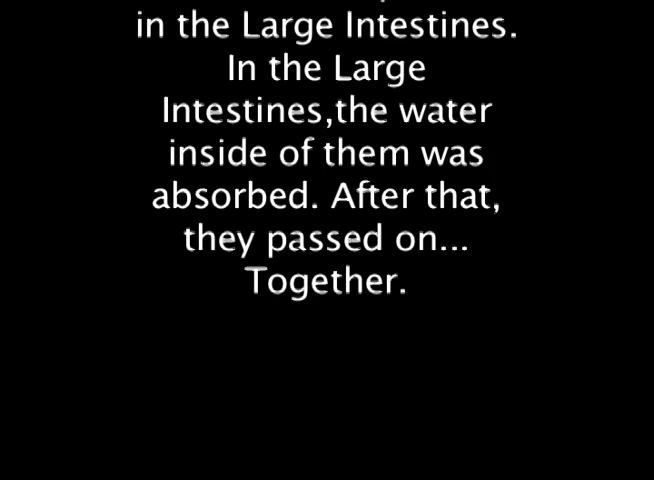 in the Large Intestines.
In the Large
Intestines,the water
inside of them was
absorbed. After that,
they passed on...
Together.